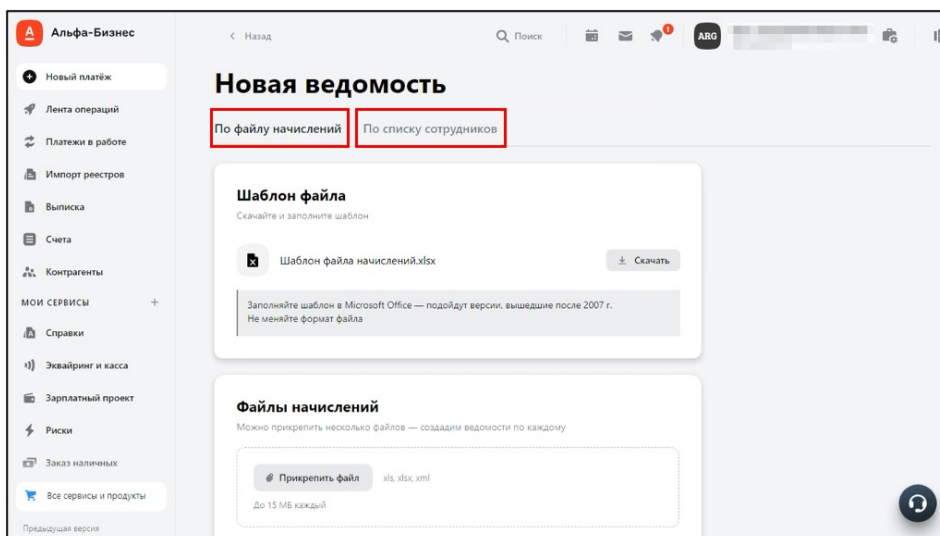 Альфа-Бизнес
Назад
Поиск
1
ARG
Новый платёж
Лента операций
Платежи в работе
Импорт реестров
Выписка
Счета
Контрагенты
МОИ СЕРВИСЫ +
Справки
Эквайринг и касса
Зарплатный проект
Риски
Заказ наличных
Все сервисы и продукты
Предыдущая версия
Новая ведомость
По файлу начислений По списку сотрудников
Шаблон файла
Скачайте и заполните шаблон
Шаблон файла начислений.xlsx Скачать
Заполняйте шаблон в Microsoft Office — подойдут версии, вышедшие после 2007 г.
Не меняйте формат файла
Файлы начислений
Можно прикрепить несколько файлов — создадим ведомости по каждому
Прикрепить файл xls, xlsx, xml
До 15 МБ каждый